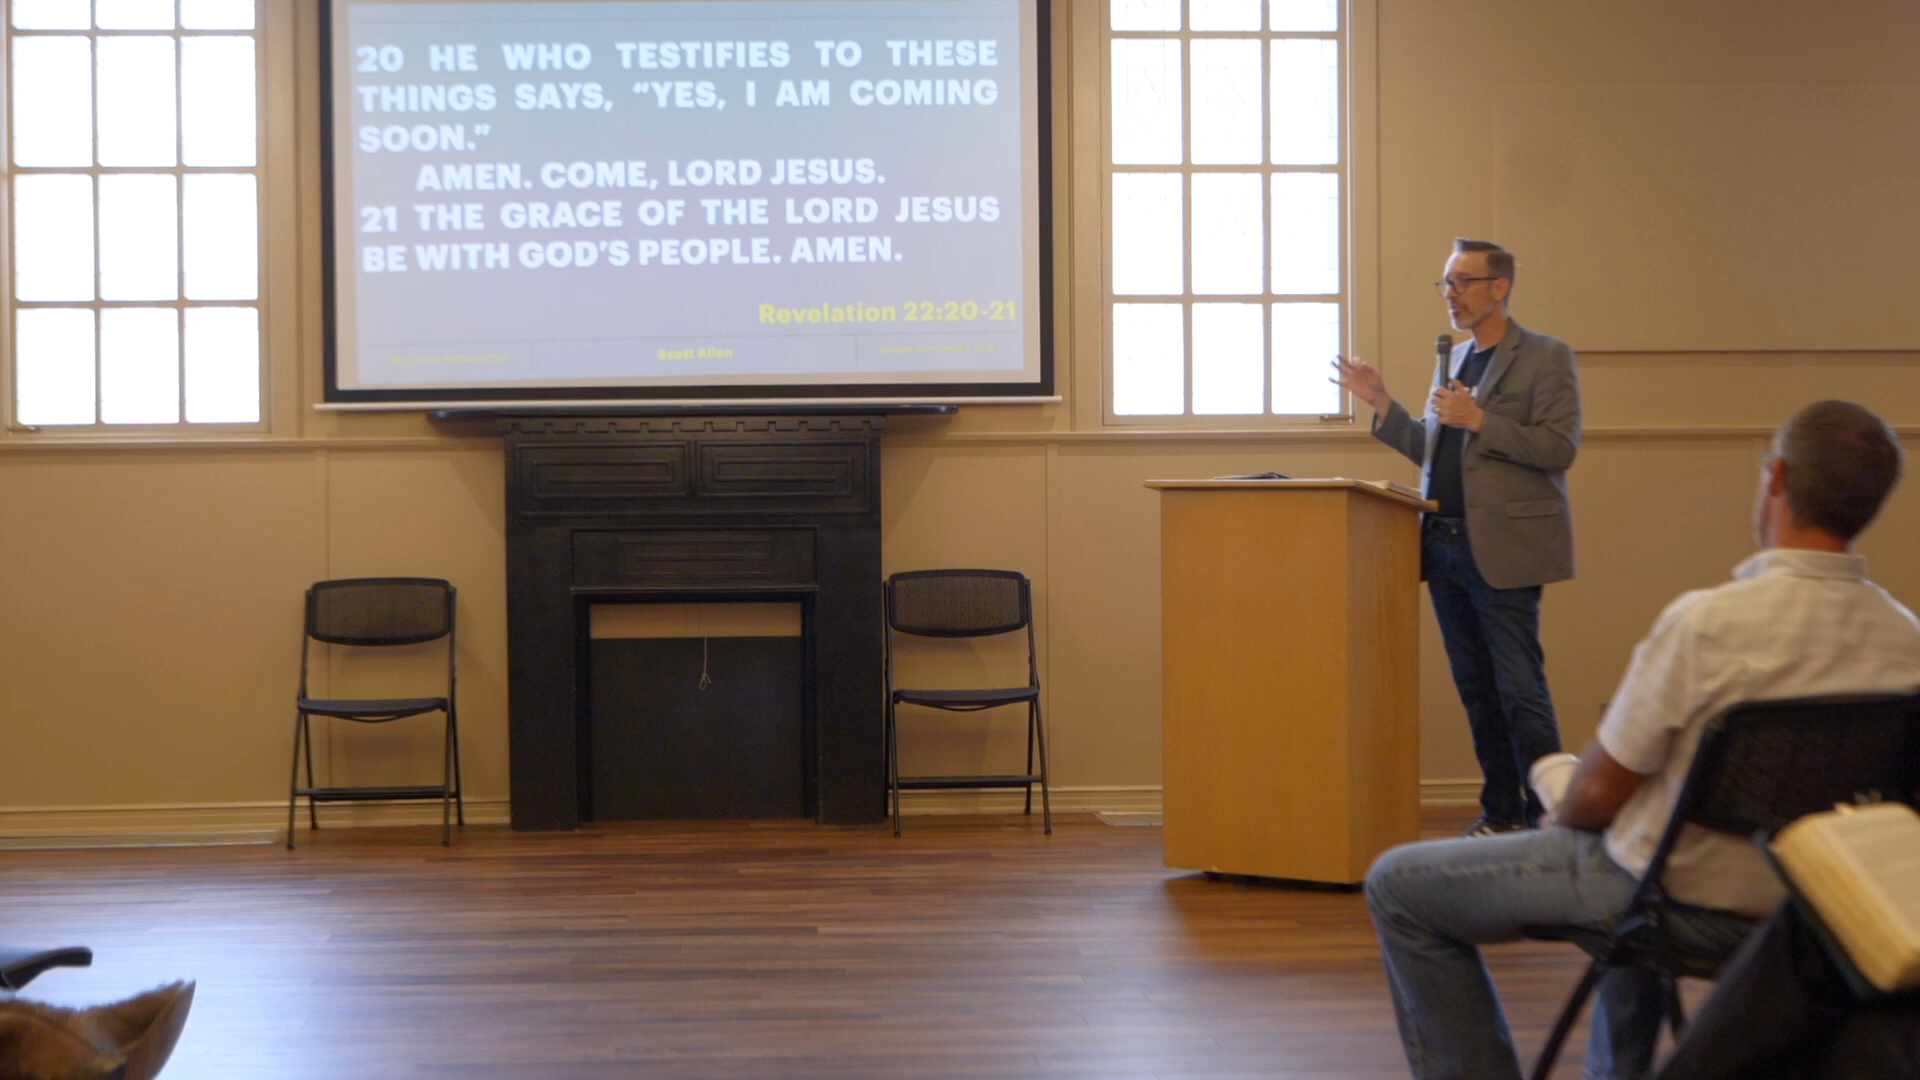 20 HE WHO TESTIFIES TO THESE
THINGS SAYS, “YES, I AM COMING
SOON.”
AMEN. COME, LORD JESUS.
21 THE GRACE OF THE LORD JESUS
BE WITH GOD’S PEOPLE. AMEN.
Revelation 22:20-21
Scott Allen